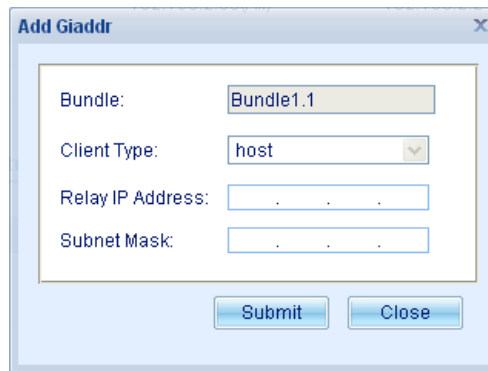 Add Giaddr X
Bundle: Bundle1.1
Client Type: host
Relay IP Address: . . .
Subnet Mask: . . .
Submit Close